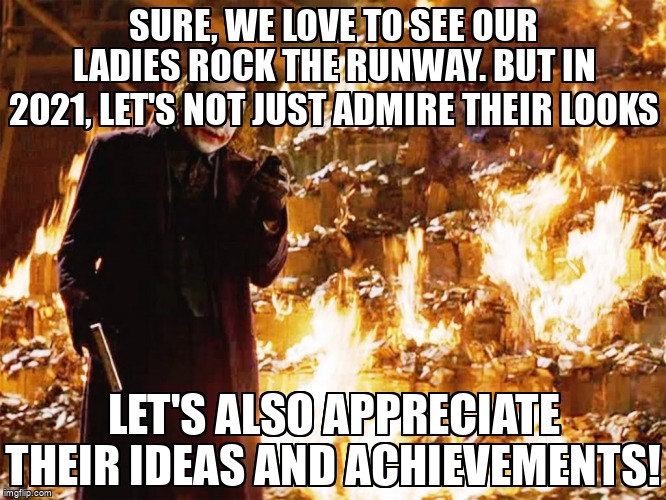 SURE, WE LOVE TO SEE OUR
LADIES ROCK THE RUNWAY. BUT IN
2021, LET'S NOT JUST ADMIRE THEIR LOOKS
LET'S ALSO APPRECIATE
THEIR IDEAS AND ACHIEVEMENTS!
imgflip.com